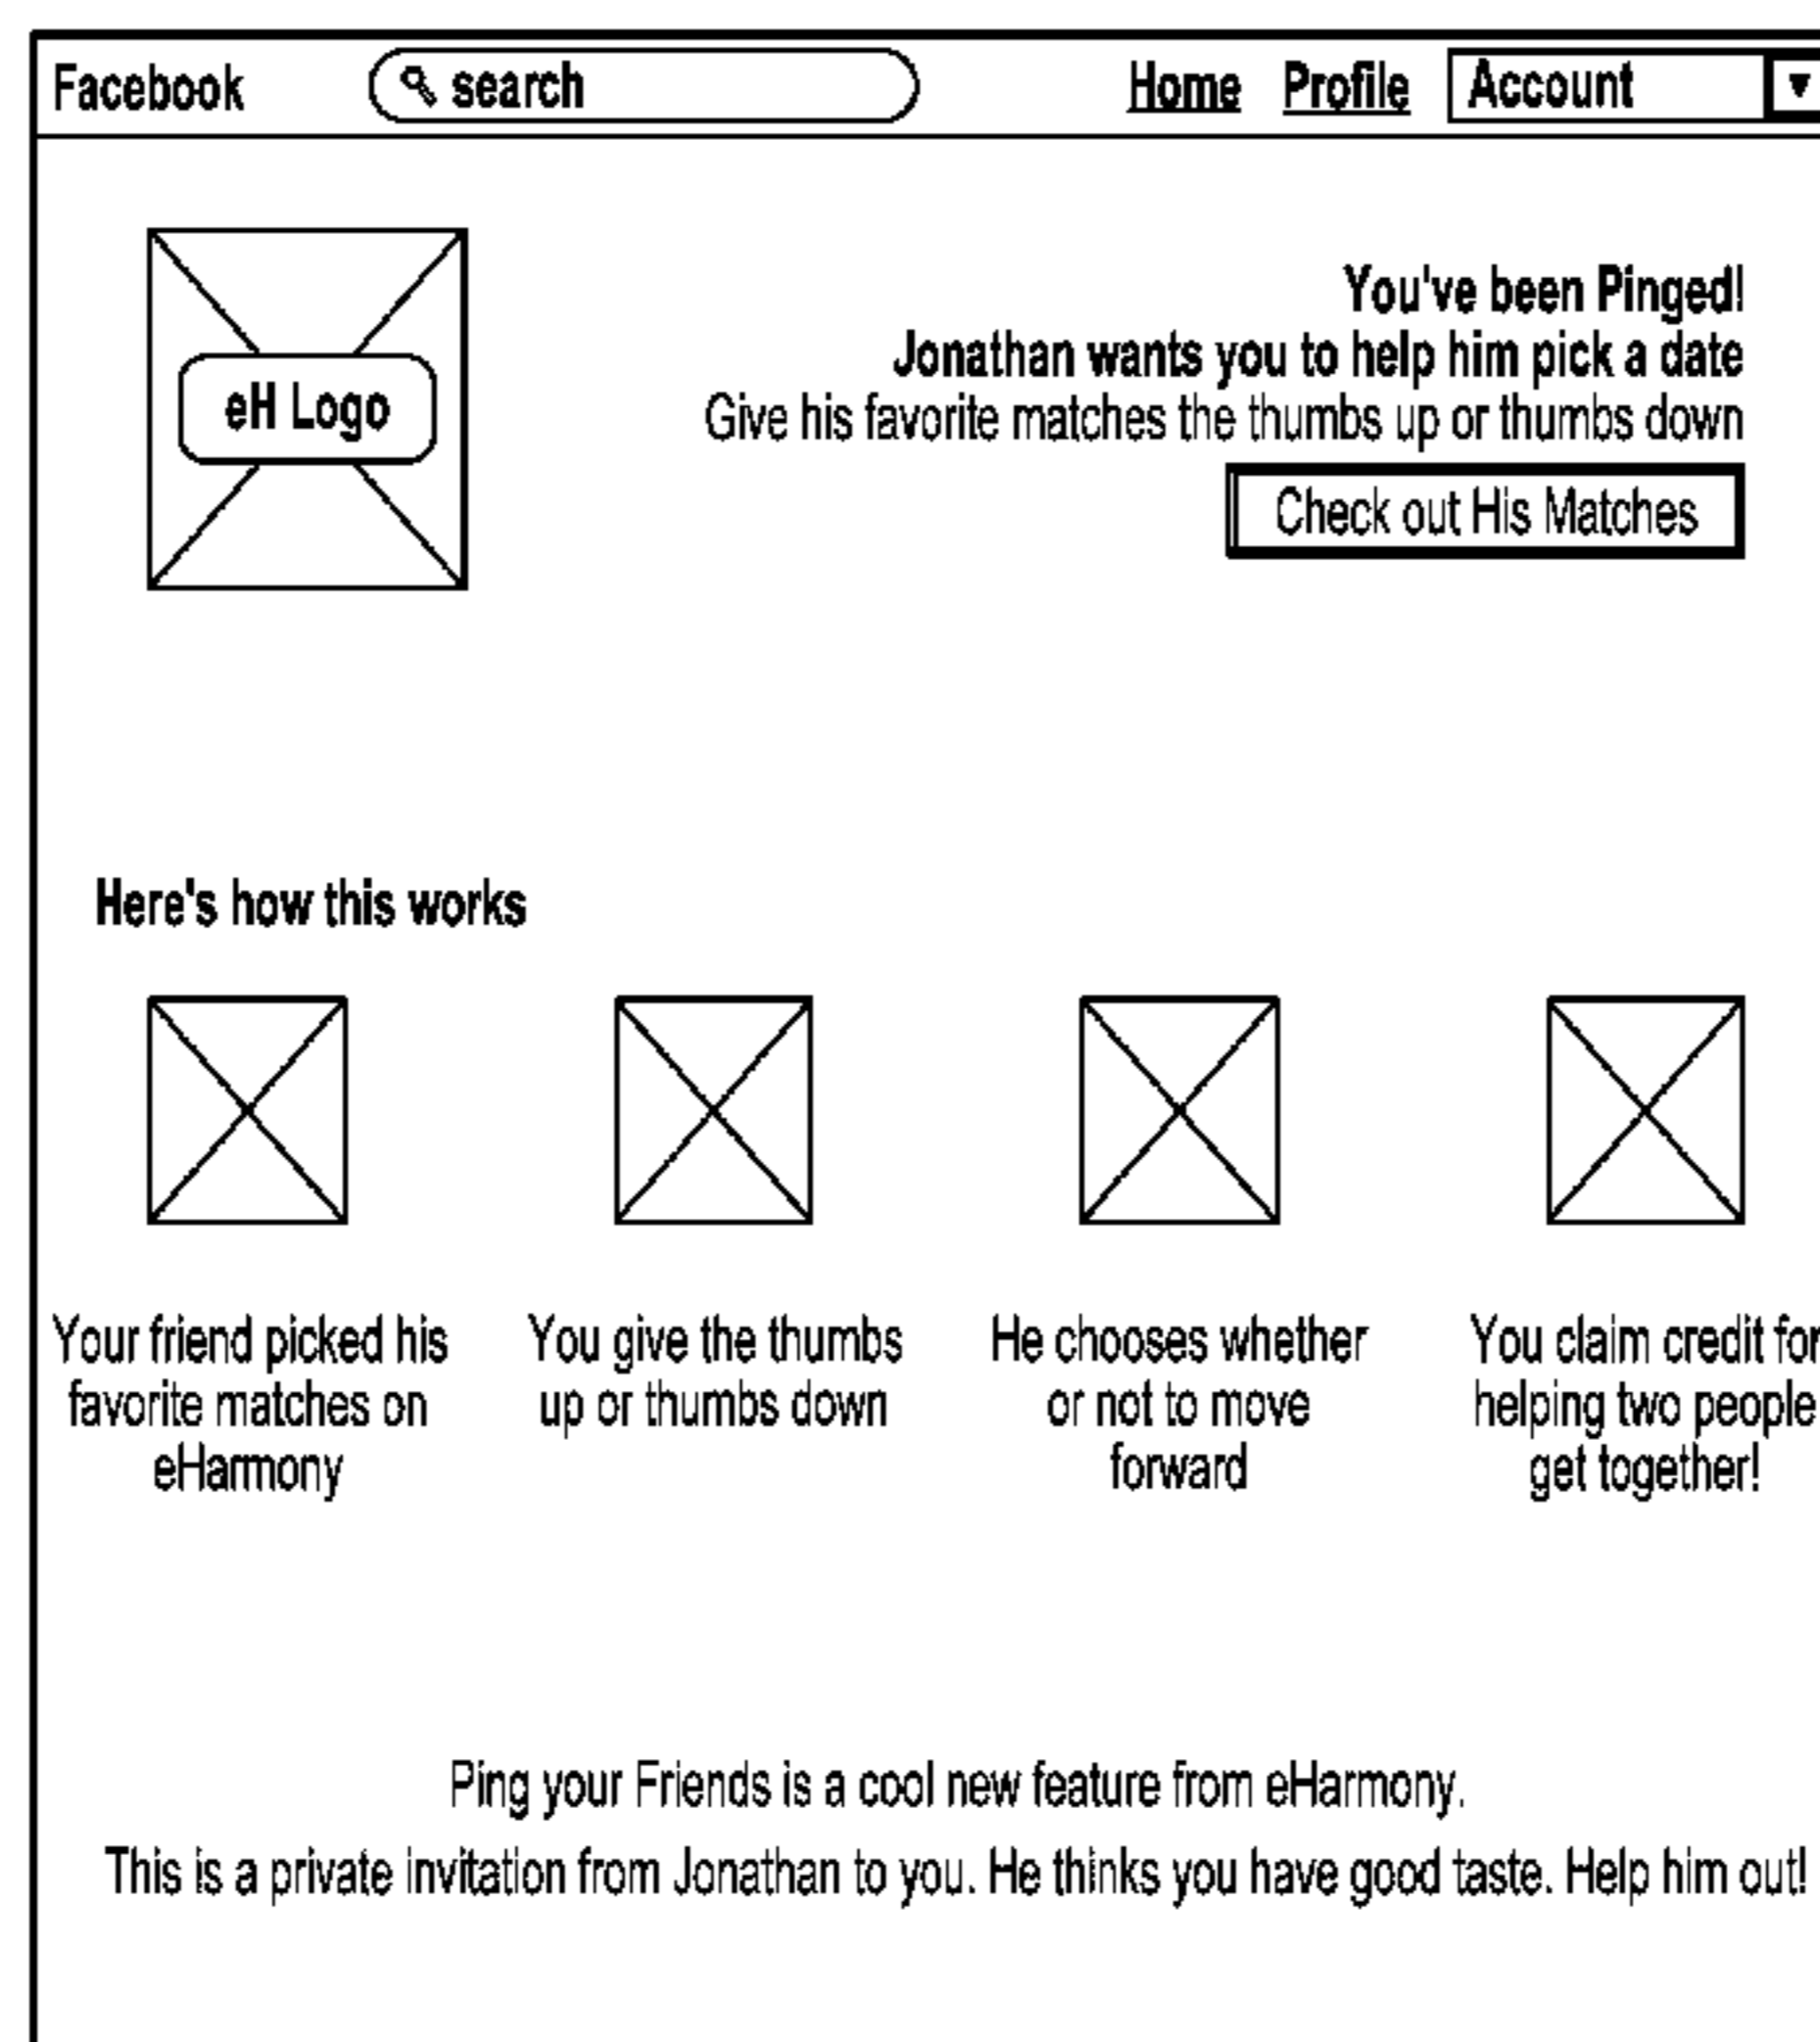 Facebook search Home Profile Account
eH Logo
You've been Pinged!
Jonathan wants you to help him pick a date
Give his favorite matches the thumbs up or thumbs down
Check out His Matches
Here's how this works
Your friend picked his
favorite matches on
eHarmony
You give the thumbs
up or thumbs down
He chooses whether
or not to move
forward
You claim credit for
helping two people
get together!
Ping your Friends is a cool new feature from eHarmony.
This is a private invitation from Jonathan to you. He thinks you have good taste. Help him out!